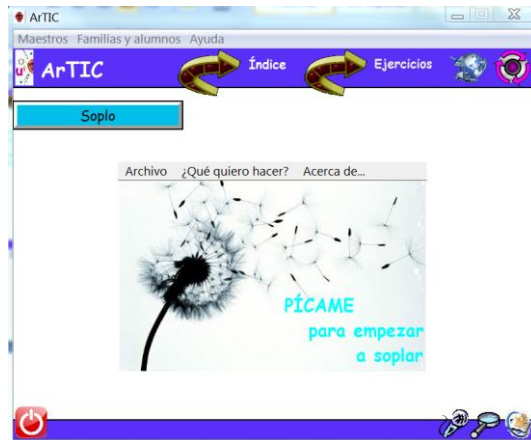 ArTIC
Maestros Familias y alumnos Ayuda
ArTIC Índice Ejercicios
Soplo
Archivo ¿Qué quiero hacer? Acerca de...
PÍCAME
para empezar
a soplar